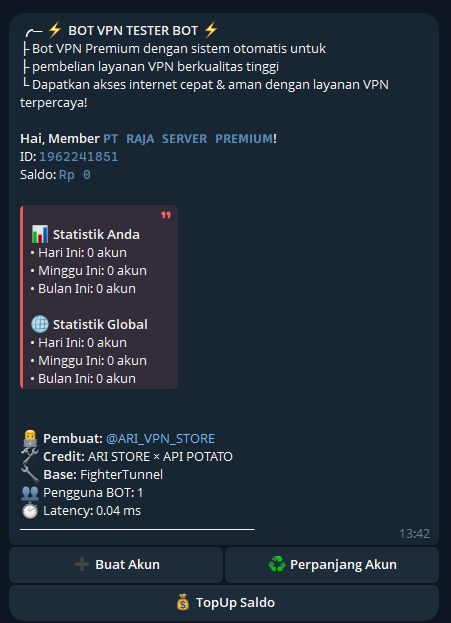 ╭─ ⚡ BOT VPN TESTER BOT ⚡
├ Bot VPN Premium dengan sistem otomatis untuk
├ pembelian layanan VPN berkualitas tinggi
└ Dapatkan akses internet cepat & aman dengan layanan VPN
terpercaya!
Hai, Member PT RAJA SERVER PREMIUM!
ID: 1962241851
Saldo: Rp 0
📊 Statistik Anda
• Hari Ini: 0 akun
• Minggu Ini: 0 akun
• Bulan Ini: 0 akun
🌐 Statistik Global
• Hari Ini: 0 akun
• Minggu Ini: 0 akun
• Bulan Ini: 0 akun
👨‍💻 Pembuat: @ARI_VPN_STORE
🛠 Credit: ARI STORE × API POTATO
🔧 Base: FighterTunnel
👥 Pengguna BOT: 1
⏱ Latency: 0.04 ms
13:42
➕ Buat Akun
♻️ Perpanjang Akun
💰 TopUp Saldo